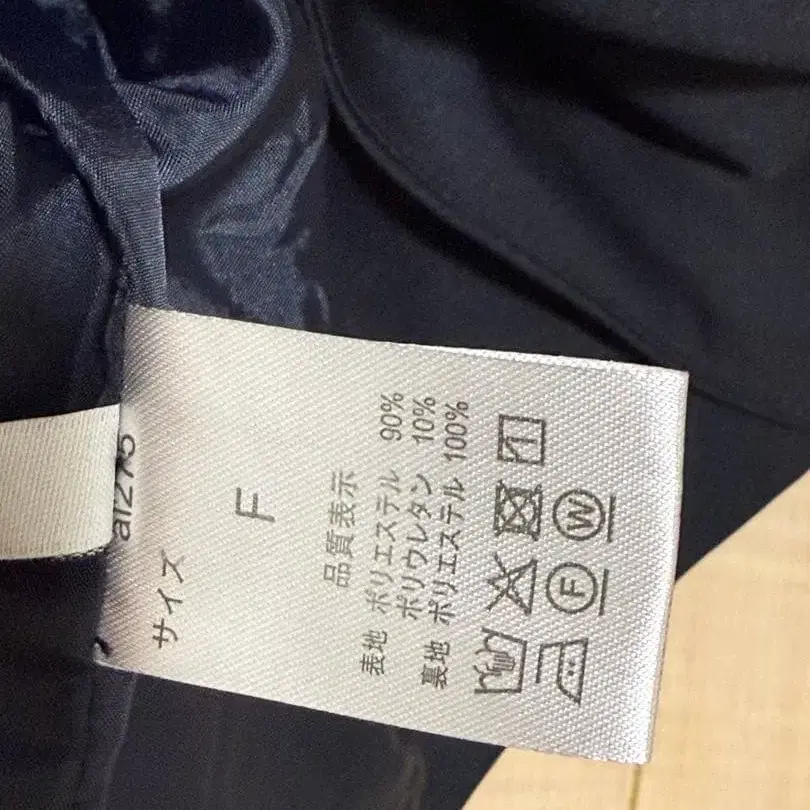 al275
サイズ
F
品質表示
表地 ポリエステル 90%
ポリウレタン 10%
裏地 ポリエステル 100%
F W